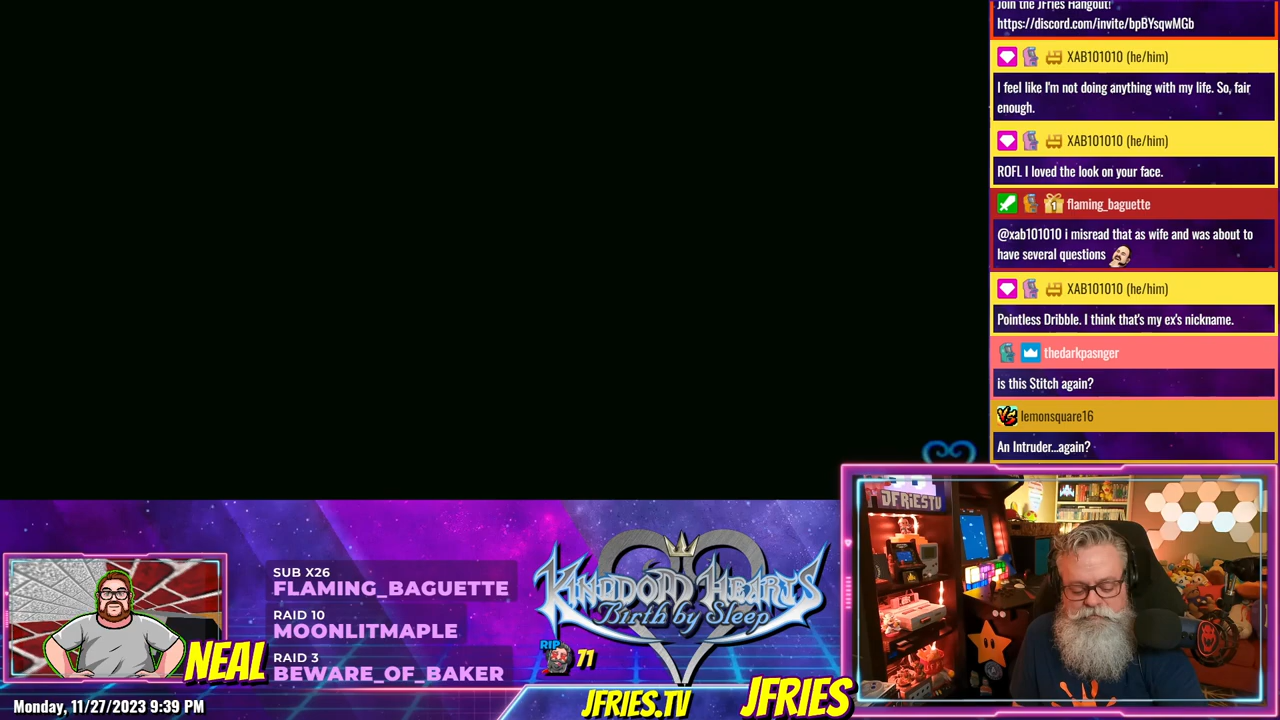 Join the JFries Hangout!
https://discord.com/invite/bpBYsqwMGb
XAB101010 (he/him)
I feel like I'm not doing anything with my life. So, fair
enough.
XAB101010 (he/him)
ROFL I loved the look on your face.
1 flaming_baguette
@xab101010 i misread that as wife and was about to
have several questions
XAB101010 (he/him)
Pointless Dribble. I think that's my ex's nickname.
thedarkpasnger
is this Stitch again?
VS lemonsquare16
An Intruder...again?
JFRIESTV
SUB X26
FLAMING_BAGUETTE
RAID 10
MOONLITMAPLE
RAID 3
BEWARE_OF_BAKER
NEAL
KINGDOM HEARTS
Birth by Sleep
RIP
71
JFRIES.TV
JFRIES
Monday, 11/27/2023 9:39 PM